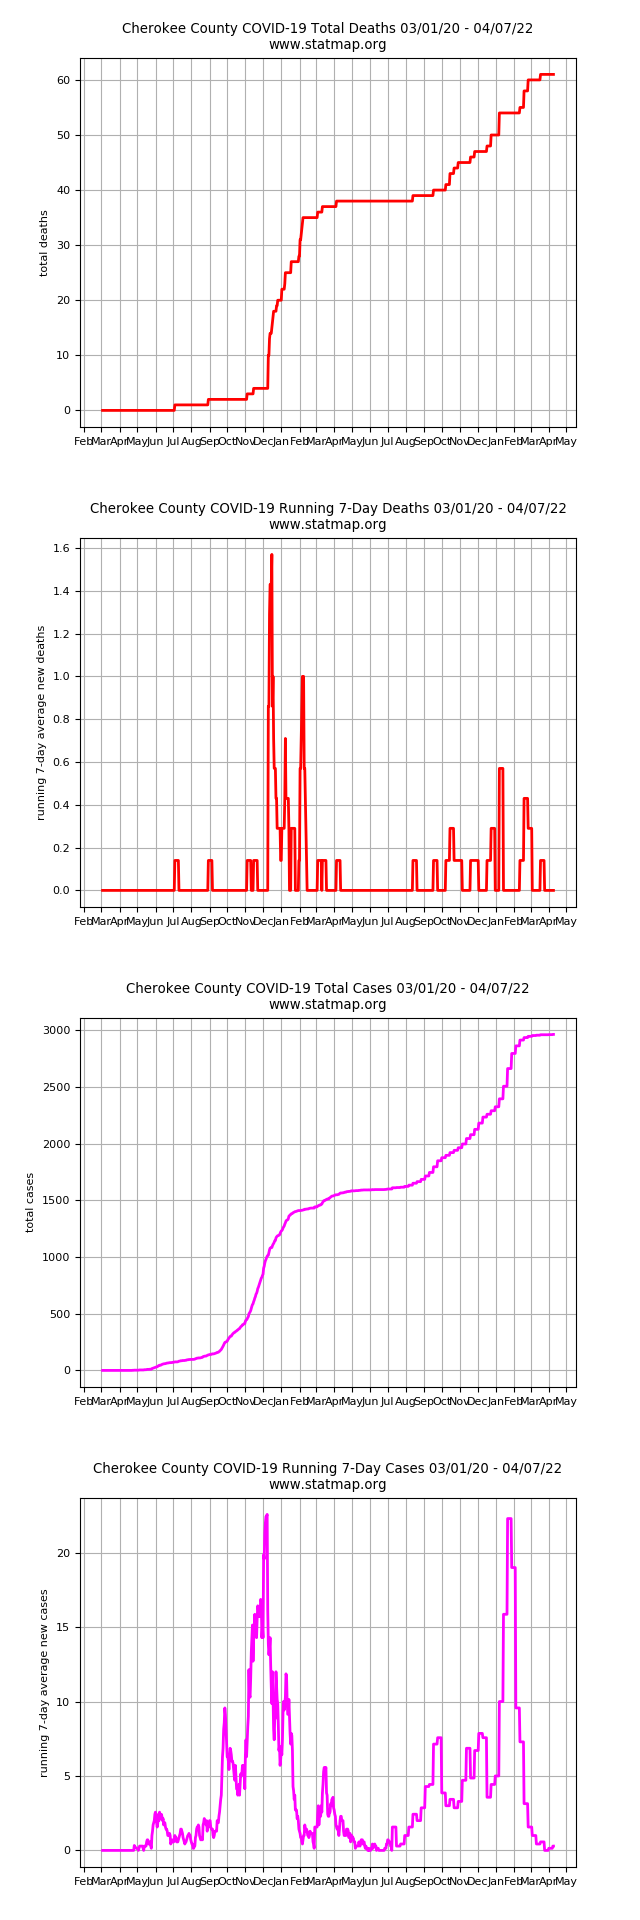 Cherokee County COVID-19 Total Deaths 03/01/20 - 04/07/22
www.statmap.org
60
50
40
30
20
10
0
total deaths
Feb Mar Apr May Jun Jul Aug Sep Oct Nov Dec Jan Feb Mar Apr May Jun Jul Aug Sep Oct Nov Dec Jan Feb Mar Apr May
Cherokee County COVID-19 Running 7-Day Deaths 03/01/20 - 04/07/22
www.statmap.org
1.6
1.4
1.2
1.0
0.8
0.6
0.4
0.2
0.0
running 7-day average new deaths
Feb Mar Apr May Jun Jul Aug Sep Oct Nov Dec Jan Feb Mar Apr May Jun Jul Aug Sep Oct Nov Dec Jan Feb Mar Apr May
Cherokee County COVID-19 Total Cases 03/01/20 - 04/07/22
www.statmap.org
3000
2500
2000
1500
1000
500
0
total cases
Feb Mar Apr May Jun Jul Aug Sep Oct Nov Dec Jan Feb Mar Apr May Jun Jul Aug Sep Oct Nov Dec Jan Feb Mar Apr May
Cherokee County COVID-19 Running 7-Day Cases 03/01/20 - 04/07/22
www.statmap.org
20
15
10
5
0
running 7-day average new cases
Feb Mar Apr May Jun Jul Aug Sep Oct Nov Dec Jan Feb Mar Apr May Jun Jul Aug Sep Oct Nov Dec Jan Feb Mar Apr May